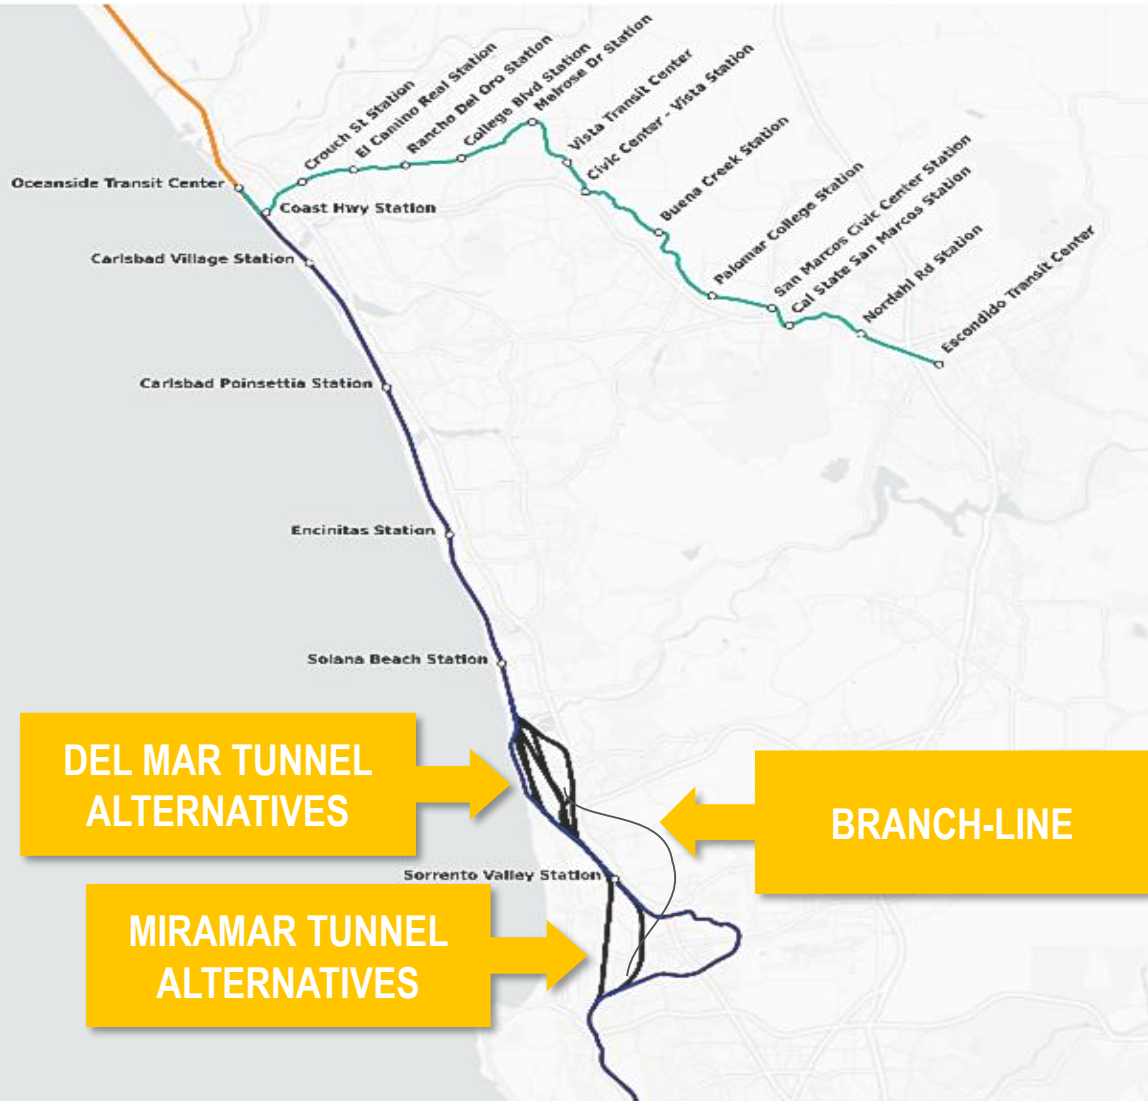 Crouch St Station
El Camino Real Station
Rancho Del Oro Station
College Blvd Station
Melrose Dr Station
Vista Transit Center
Civic Center - Vista Station
Buena Creek Station
Palomar College Station
San Marcos Civic Center Station
Cal State San Marcos Station
Nordahl Rd Station
Escondido Transit Center
Oceanside Transit Center
Coast Hwy Station
Carlsbad Village Station
Carlsbad Poinsettia Station
Encinitas Station
Solana Beach Station
DEL MAR TUNNEL
ALTERNATIVES
BRANCH-LINE
Sorrento Valley Station
MIRAMAR TUNNEL
ALTERNATIVES